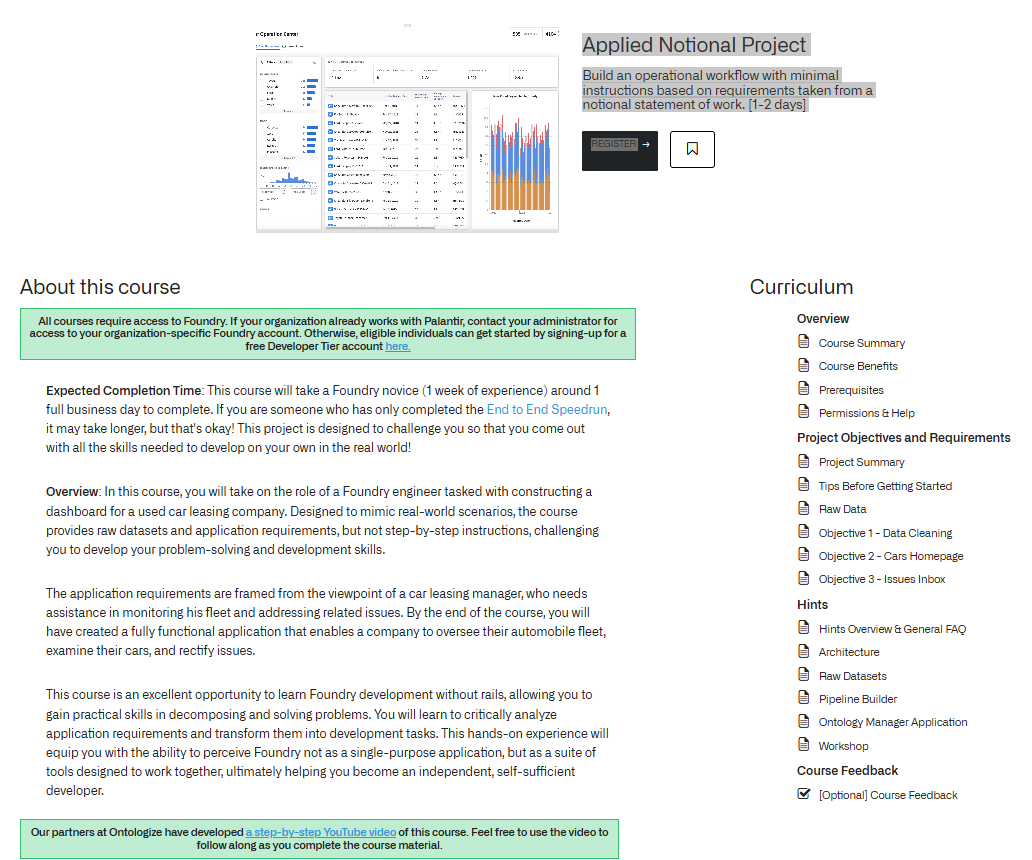 r Operation Center
Applied Notional Project
Build an operational workflow with minimal
instructions based on requirements taken from a
notional statement of work. [1-2 days]
REGISTER →
About this course
All courses require access to Foundry. If your organization already works with Palantir, contact your administrator for
access to your organization-specific Foundry account. Otherwise, eligible individuals can get started by signing-up for a
free Developer Tier account here.
Expected Completion Time: This course will take a Foundry novice (1 week of experience) around 1
full business day to complete. If you are someone who has only completed the End to End Speedrun,
it may take longer, but that's okay! This project is designed to challenge you so that you come out
with all the skills needed to develop on your own in the real world!
Overview: In this course, you will take on the role of a Foundry engineer tasked with constructing a
dashboard for a used car leasing company. Designed to mimic real-world scenarios, the course
provides raw datasets and application requirements, but not step-by-step instructions, challenging
you to develop your problem-solving and development skills.
The application requirements are framed from the viewpoint of a car leasing manager, who needs
assistance in monitoring his fleet and addressing related issues. By the end of the course, you will
have created a fully functional application that enables a company to oversee their automobile fleet,
examine their cars, and rectify issues.
This course is an excellent opportunity to learn Foundry development without rails, allowing you to
gain practical skills in decomposing and solving problems. You will learn to critically analyze
application requirements and transform them into development tasks. This hands-on experience will
equip you with the ability to perceive Foundry not as a single-purpose application, but as a suite of
tools designed to work together, ultimately helping you become an independent, self-sufficient
developer.
Our partners at Ontologize have developed a step-by-step YouTube video of this course. Feel free to use the video to
follow along as you complete the course material.
Curriculum
Overview
Course Summary
Course Benefits
Prerequisites
Permissions & Help
Project Objectives and Requirements
Project Summary
Tips Before Getting Started
Raw Data
Objective 1 - Data Cleaning
Objective 2 - Cars Homepage
Objective 3 - Issues Inbox
Hints
Hints Overview & General FAQ
Architecture
Raw Datasets
Pipeline Builder
Ontology Manager Application
Workshop
Course Feedback
[Optional] Course Feedback